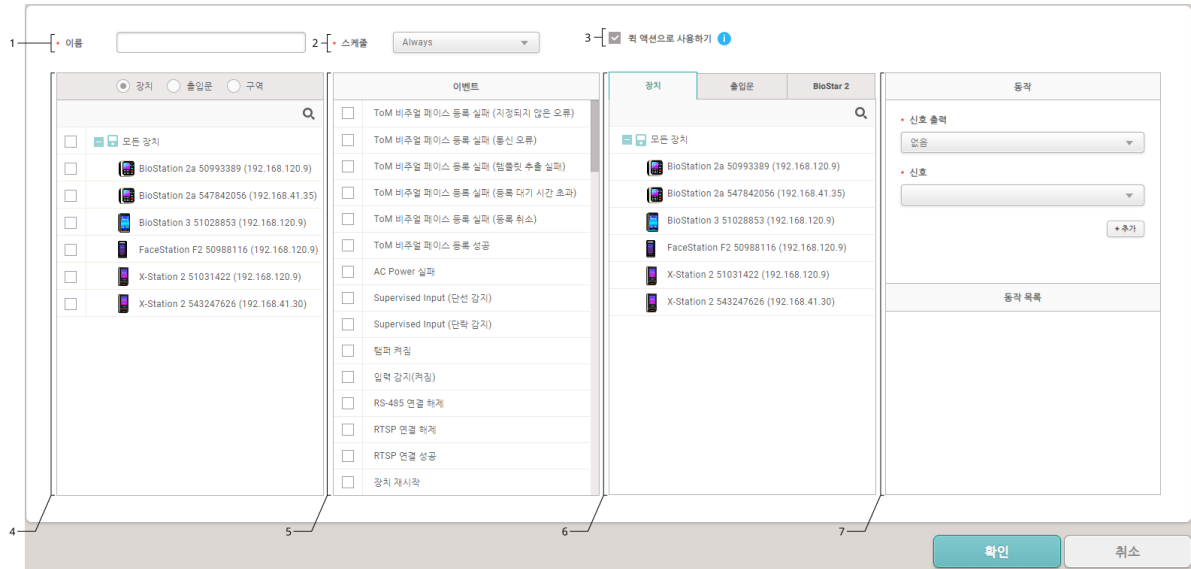 1
• 이름
2
• 스케줄
Always
3
퀵 액션으로 사용하기
i
장치
출입문
구역
모든 장치
BioStation 2a 50993389 (192.168.120.9)
BioStation 2a 547842056 (192.168.41.35)
BioStation 3 51028853 (192.168.120.9)
FaceStation F2 50988116 (192.168.120.9)
X-Station 2 51031422 (192.168.120.9)
X-Station 2 543247626 (192.168.41.30)
이벤트
ToM 비주얼 페이스 등록 실패 (지정되지 않은 오류)
ToM 비주얼 페이스 등록 실패 (통신 오류)
ToM 비주얼 페이스 등록 실패 (템플릿 추출 실패)
ToM 비주얼 페이스 등록 실패 (등록 대기 시간 초과)
ToM 비주얼 페이스 등록 실패 (등록 취소)
ToM 비주얼 페이스 등록 성공
AC Power 실패
Supervised Input (단선 감지)
Supervised Input (단락 감지)
탬퍼 켜짐
입력 감지(켜짐)
RS-485 연결 해제
RTSP 연결 해제
RTSP 연결 성공
장치 재시작
장치
출입문
BioStar 2
모든 장치
BioStation 2a 50993389 (192.168.120.9)
BioStation 2a 547842056 (192.168.41.35)
BioStation 3 51028853 (192.168.120.9)
FaceStation F2 50988116 (192.168.120.9)
X-Station 2 51031422 (192.168.120.9)
X-Station 2 543247626 (192.168.41.30)
동작
• 신호 출력
없음
• 신호
+ 추가
동작 목록
4
5
6
7
확인
취소